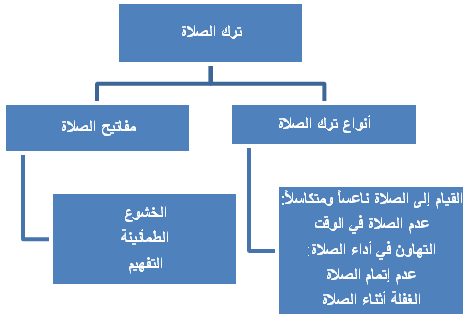 ترك الصلاة
أنواع ترك الصلاة
مفاتيح الصلاة
القيام إلى الصلاة ناعساً ومتكاسلاً:
عدم الصلاة في الوقت
التهاون في أداء الصلاة:
عدم إتمام الصلاة
الغفلة أثناء الصلاة
الخشوع
الطمأنينة
التفهيم